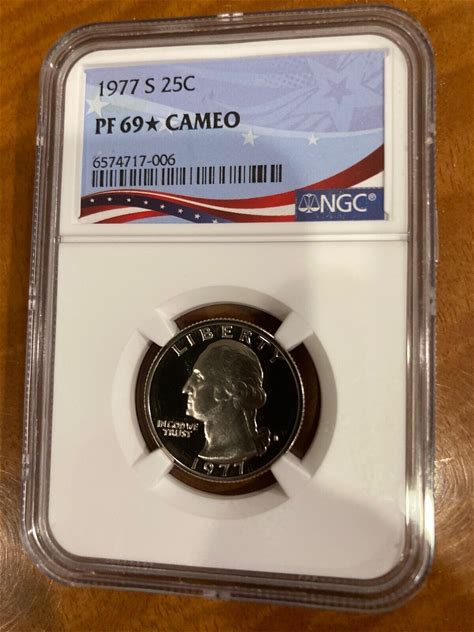 1977 S 25C
PF 69★ CAMEO
6574717-006
NGC®
LIBERTY
IN GOD WE
TRUST
1977